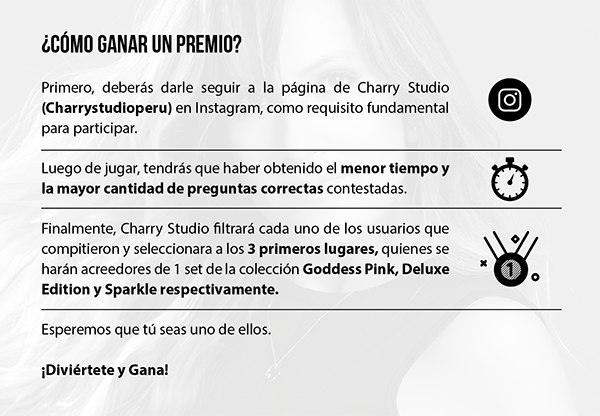 ¿CÓMO GANAR UN PREMIO?
Primero, deberás darle seguir a la página de Charry Studio
(Charrystudioperu) en Instagram, como requisito fundamental
para participar.
Luego de jugar, tendrás que haber obtenido el menor tiempo y
la mayor cantidad de preguntas correctas contestadas.
Finalmente, Charry Studio filtrará cada uno de los usuarios que
compitieron y seleccionara a los 3 primeros lugares, quienes se
harán acreedores de 1 set de la colección Goddess Pink, Deluxe
Edition y Sparkle respectivamente.
1
Esperemos que tú seas uno de ellos.
¡Diviértete y Gana!